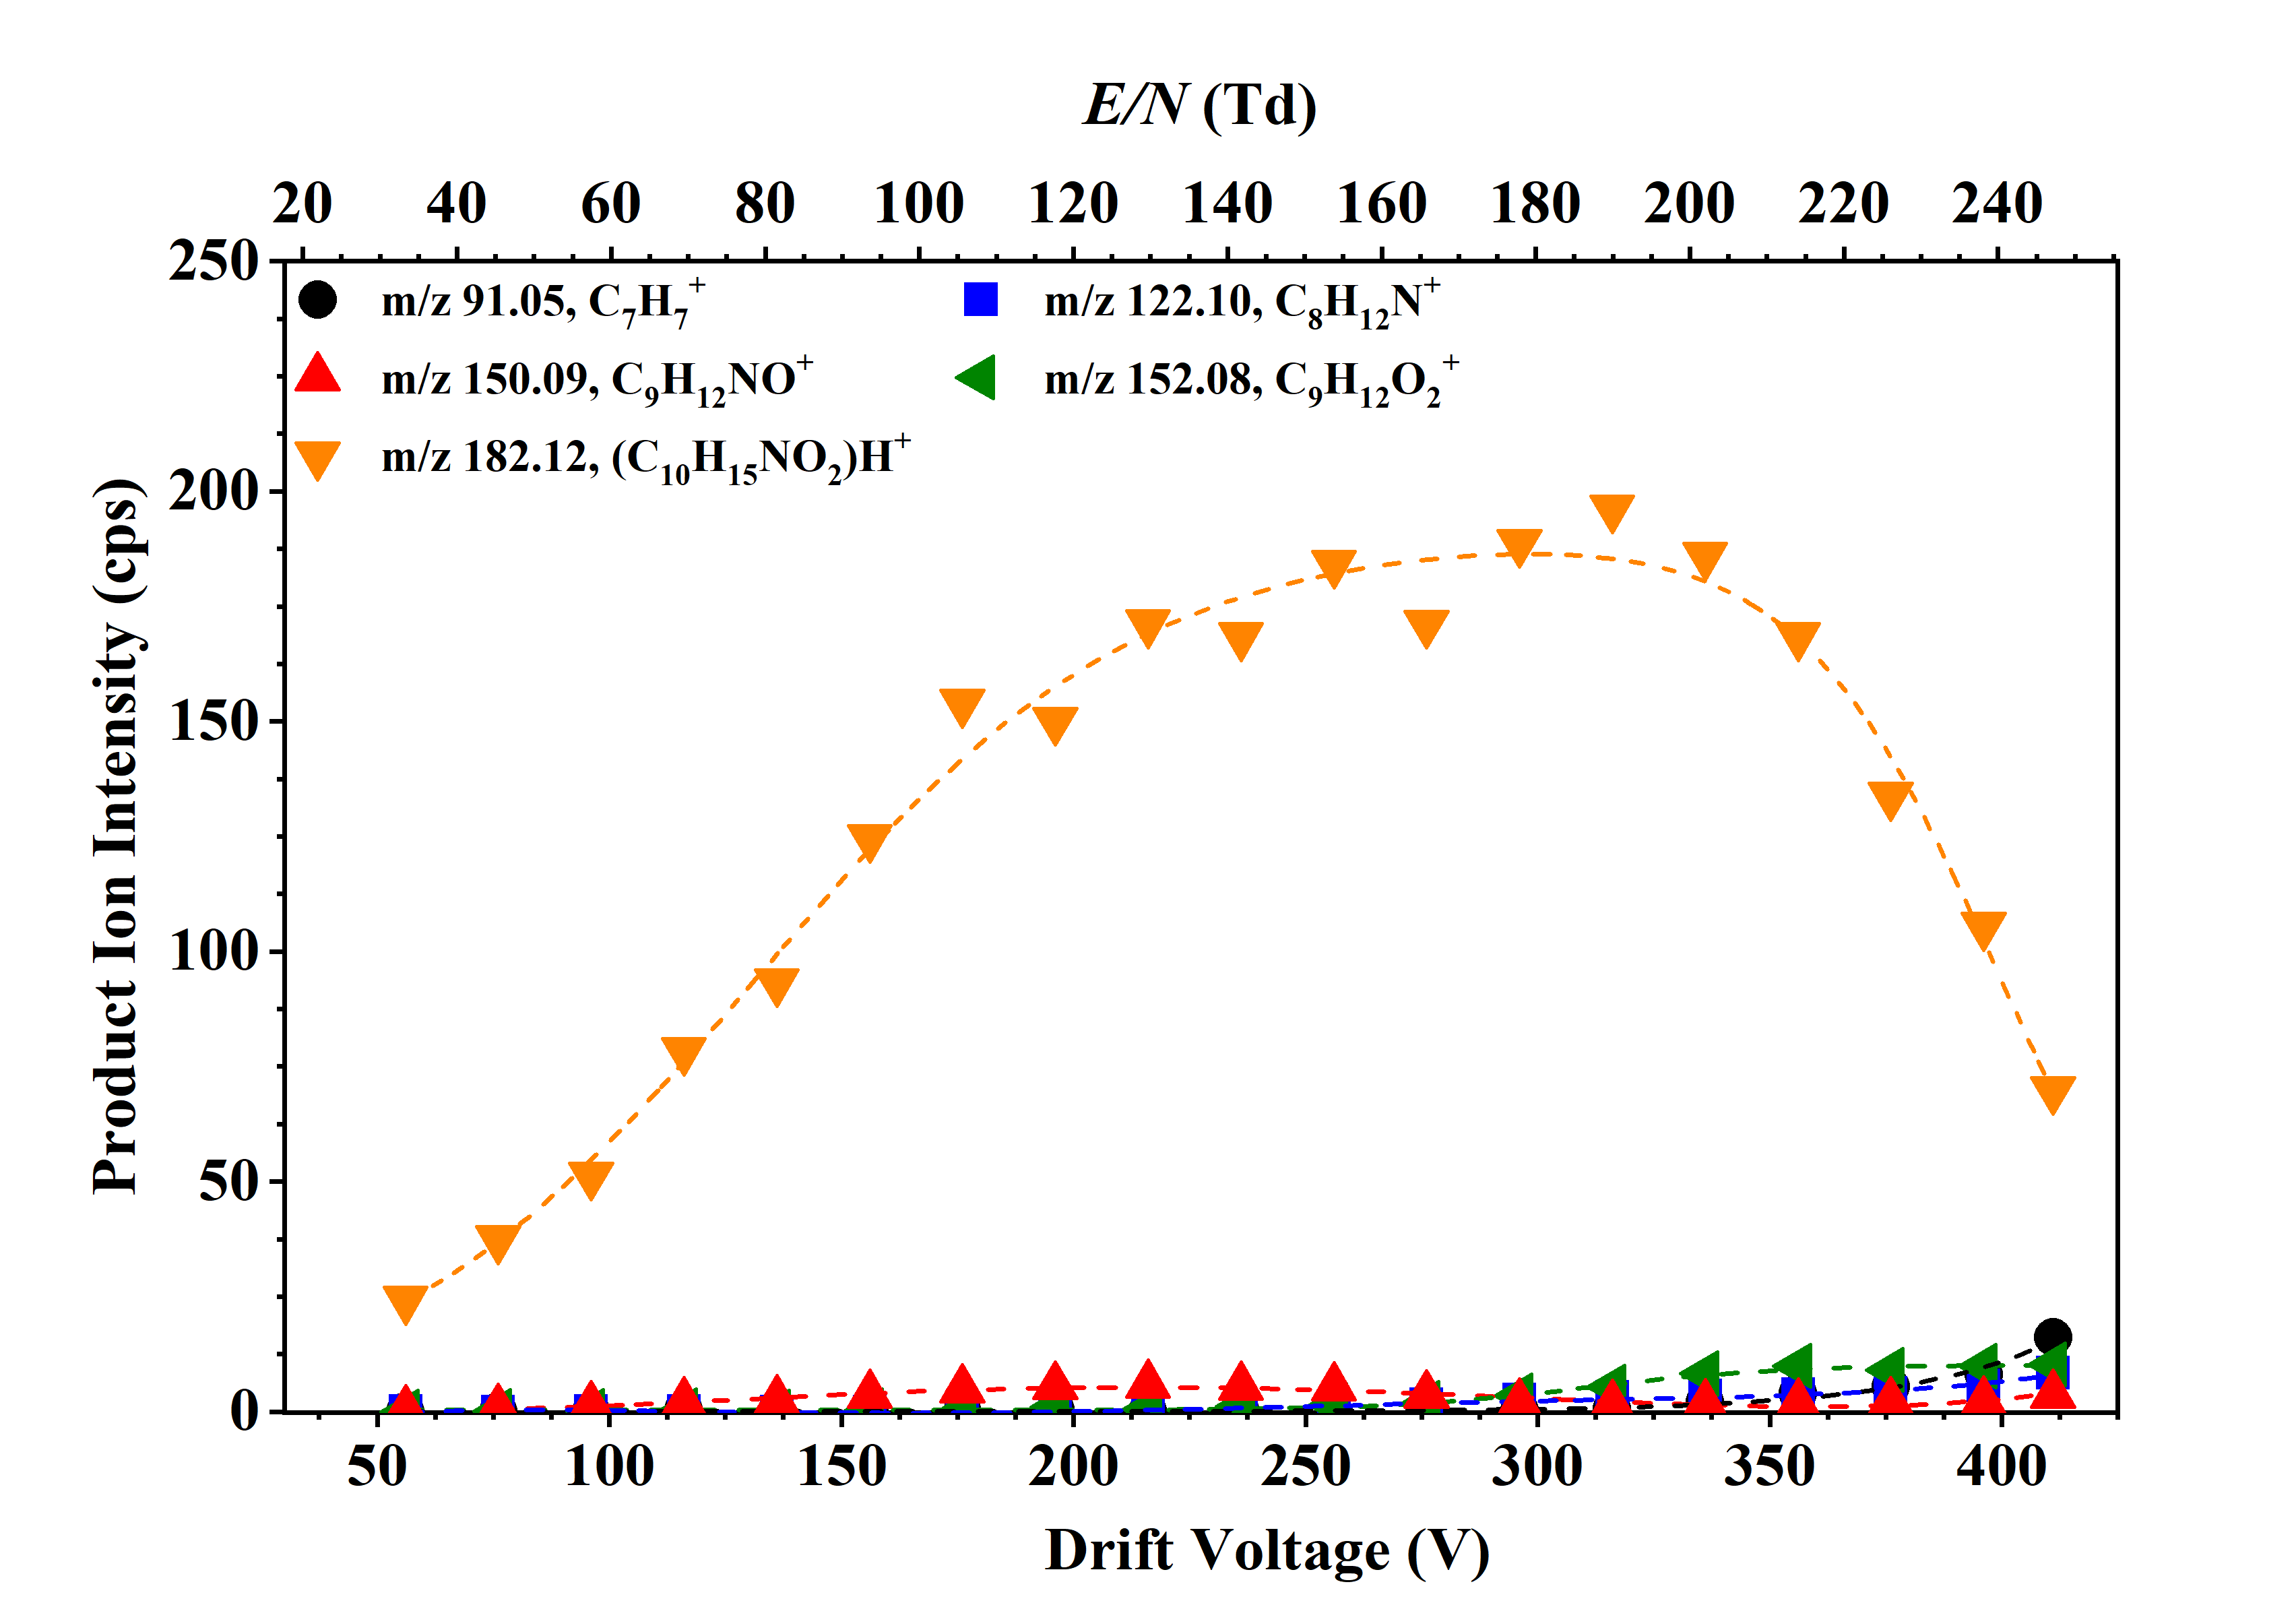 E/N (Td)
20 40 60 80 100 120 140 160 180 200 220 240
250
200
150
100
50
0
Product Ion Intensity (cps)
m/z 91.05, C₇H₇⁺
m/z 122.10, C₈H₁₂N⁺
m/z 150.09, C₉H₁₂NO⁺
m/z 152.08, C₉H₁₂O₂⁺
m/z 182.12, (C₁₀H₁₅NO₂)H⁺
50 100 150 200 250 300 350 400
Drift Voltage (V)